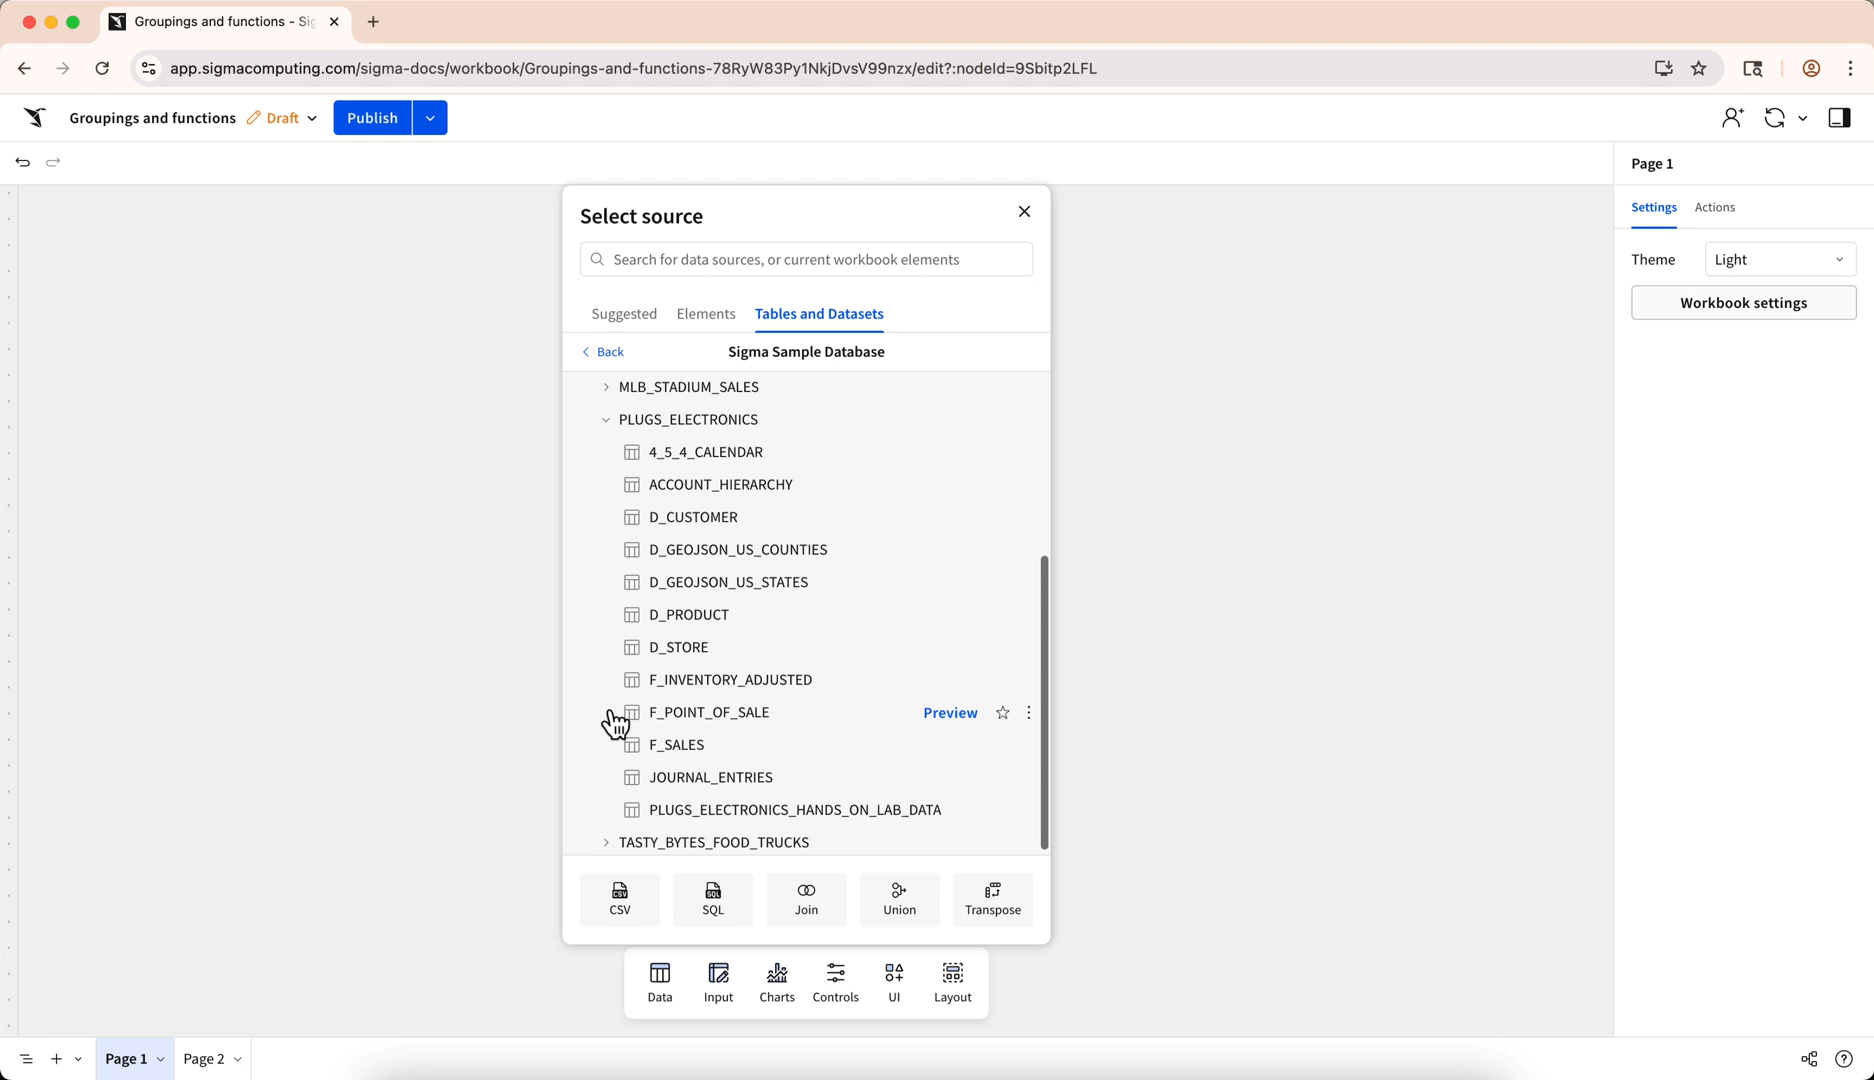 Groupings and functions - Sig
app.sigmacomputing.com/sigma-docs/workbook/Groupings-and-functions-78RyW83Py1NkjDvsV99nzx/edit?:nodeId=9Sbitp2LFL
Groupings and functions Draft Publish
Page 1
Settings Actions
Theme Light
Workbook settings
Select source
Search for data sources, or current workbook elements
Suggested Elements Tables and Datasets
Back Sigma Sample Database
MLB_STADIUM_SALES
PLUGS_ELECTRONICS
4_5_4_CALENDAR
ACCOUNT_HIERARCHY
D_CUSTOMER
D_GEOJSON_US_COUNTIES
D_GEOJSON_US_STATES
D_PRODUCT
D_STORE
F_INVENTORY_ADJUSTED
F_POINT_OF_SALE Preview
F_SALES
JOURNAL_ENTRIES
PLUGS_ELECTRONICS_HANDS_ON_LAB_DATA
TASTY_BYTES_FOOD_TRUCKS
CSV SQL Join Union Transpose
Data Input Charts Controls UI Layout
Page 1 Page 2